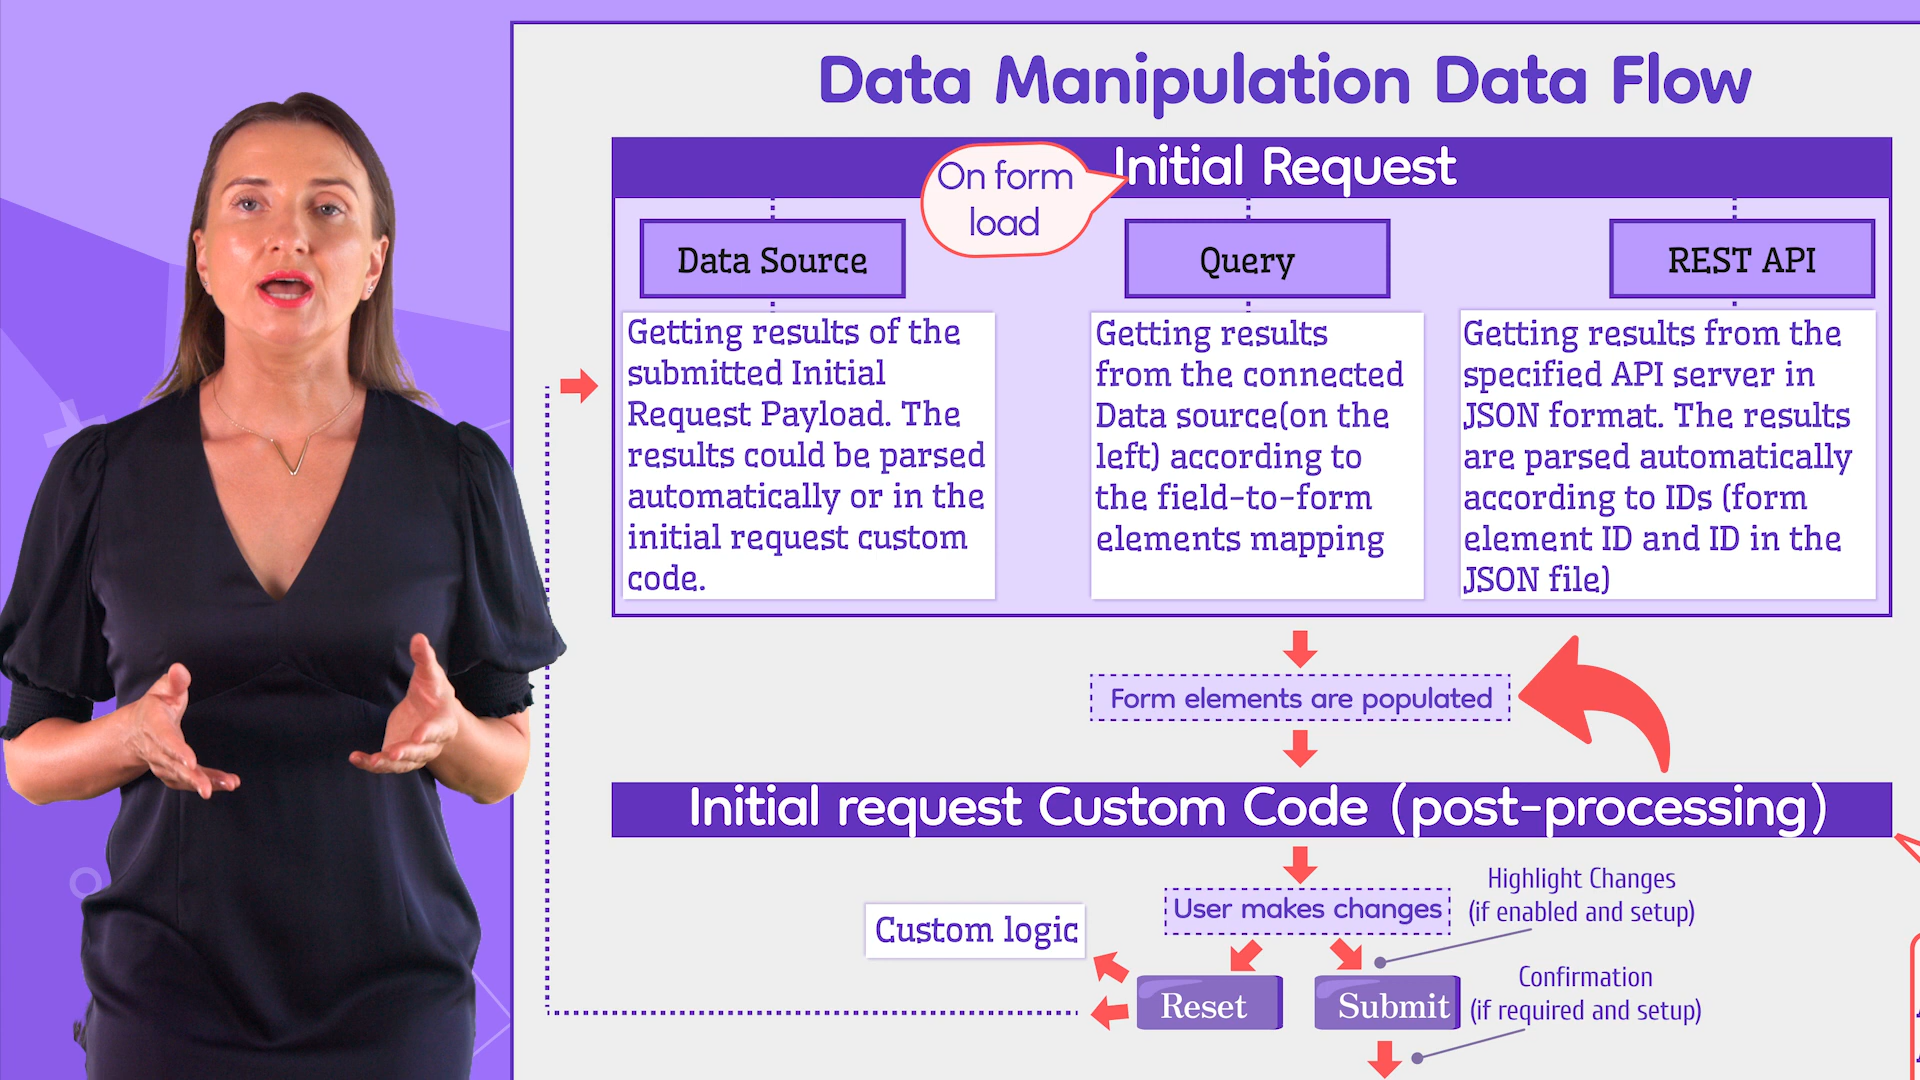 Data Manipulation Data Flow
Initial Request
On form
load
Data Source
Query
REST API
Getting results of the
submitted Initial
Request Payload. The
results could be parsed
automatically or in the
initial request custom
code.
Getting results
from the connected
Data source(on the
left) according to
the field-to-form
elements mapping
Getting results from the
specified API server in
JSON format. The results
are parsed automatically
according to IDs (form
element ID and ID in the
JSON file)
Form elements are populated
Initial request Custom Code (post-processing)
User makes changes
Highlight Changes
(if enabled and setup)
Custom logic
Reset
Submit
Confirmation
(if required and setup)